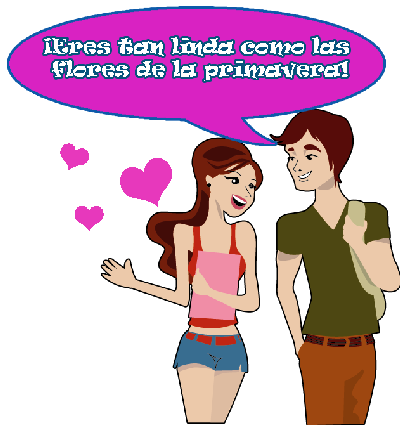 ¡Eres tan linda como las
flores de la primavera!